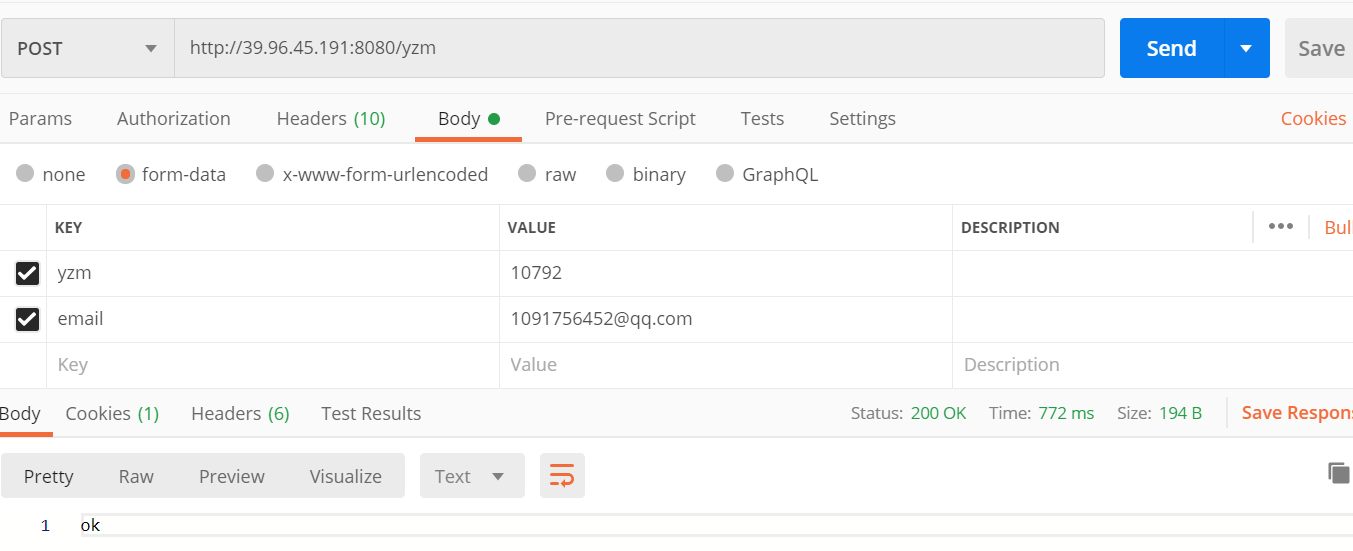 POST http://39.96.45.191:8080/yzm Send Save
Params Authorization Headers (10) Body Pre-request Script Tests Settings Cookies
none form-data x-www-form-urlencoded raw binary GraphQL
KEY VALUE DESCRIPTION ••• Bul
yzm 10792
email 1091756452@qq.com
Key Value Description
Body Cookies (1) Headers (6) Test Results Status: 200 OK Time: 772 ms Size: 194 B Save Respon
Pretty Raw Preview Visualize Text
1 ok